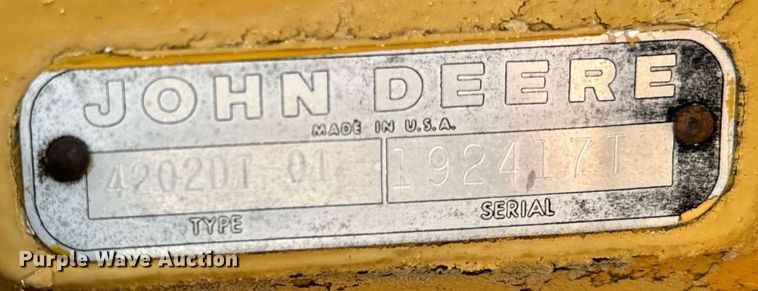 JOHN DEERE
MADE IN U.S.A.
4202DT-01 192417T
TYPE SERIAL
Purple Wave Auction